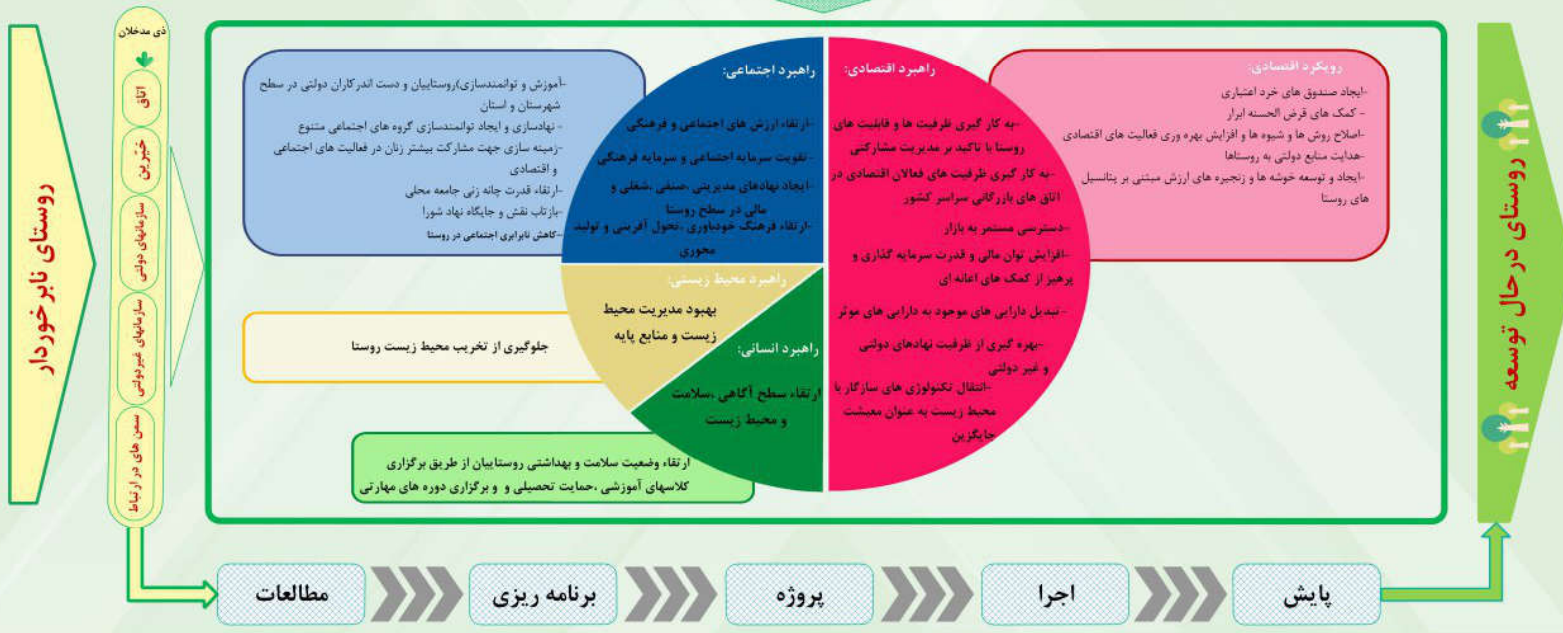 روستای نابرخوردار
ذی مدخلان
اتاق
خیّرین
سازمانهای دولتی
سازمانهای غیردولتی
سمن های در ارتباط
-آموزش و توانمندسازی)روستاییان و دست اندرکاران دولتی در سطح
شهرستان و استان
- نهادسازی و ایجاد توانمندسازی گروه های اجتماعی متنوع
-زمینه سازی جهت مشارکت بیشتر زنان در فعالیت های اجتماعی
و اقتصادی
-ارتقاء قدرت چانه زنی جامعه محلی
-بازتاب نقش و جایگاه نهاد شورا
-کاهش نابرابری اجتماعی در روستا
راهبرد اجتماعی:
-ارتقاء ارزش های اجتماعی و فرهنگی
-تقویت سرمایه اجتماعی و سرمایه فرهنگی
-ایجاد نهادهای مدیریتی ،صنفی ،شغلی و
مالی در سطح روستا
-ارتقاء فرهنگ خودباوری ،تحول آفرینی و تولید
محوری
راهبرد اقتصادی:
-به کار گیری ظرفیت ها و قابلیت های
روستا با تاکید بر مدیریت مشارکتی
-به کار گیری ظرفیت های فعالان اقتصادی در
اتاق های بازرگانی سراسر کشور
-دسترسی مستمر به بازار
-افزایش توان مالی و قدرت سرمایه گذاری و
پرهیز از کمک های اعانه ای
-تبدیل دارایی های موجود به دارایی های موثر
-بهره گیری از ظرفیت نهادهای دولتی
و غیر دولتی
-انتقال تکنولوژی های سازگار با
محیط زیست به عنوان معیشت
جایگزین
رویکرد اقتصادی:
-ایجاد صندوق های خرد اعتباری
- کمک های قرض الحسنه ابرار
-اصلاح روش ها و شیوه ها و افزایش بهره وری فعالیت های اقتصادی
-هدایت منابع دولتی به روستاها
-ایجاد و توسعه خوشه ها و زنجیره های ارزش مبتنی بر پتانسیل
های روستا
راهبرد محیط زیستی:
بهبود مدیریت محیط
زیست و منابع پایه
جلوگیری از تخریب محیط زیست روستا
راهبرد انسانی:
ارتقاء سطح آگاهی ،سلامت
و محیط زیست
ارتقاء وضعیت سلامت و بهداشتی روستاییان از طریق برگزاری
کلاسهای آموزشی ،حمایت تحصیلی و و برگزاری دوره های مهارتی
روستای درحال توسعه
مطالعات
برنامه ریزی
پروژه
اجرا
پایش